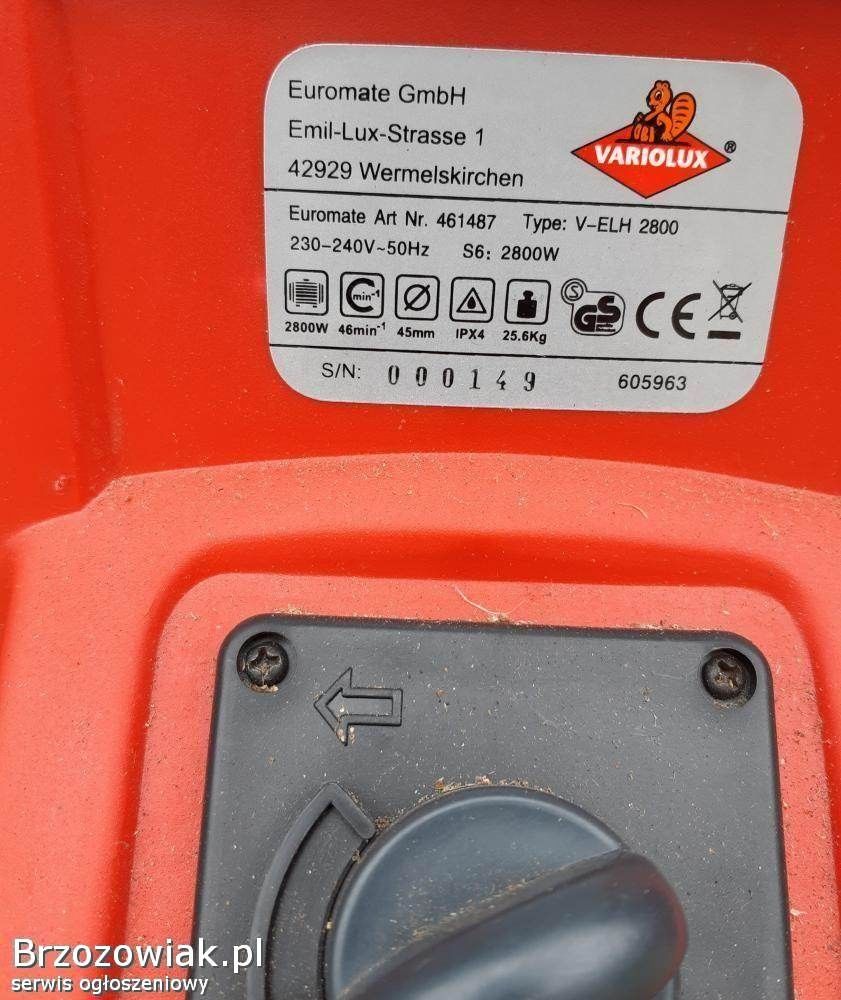 Euromate GmbH
Emil-Lux-Strasse 1
42929 Wermelskirchen
VARIOLUX ®
Euromate Art Nr. 461487 Type: V-ELH 2800
230-240V~50Hz S6: 2800W
min⁻¹
S GS
CE
2800W 46min⁻¹ 45mm IPX4 25.6Kg
S/N: 000149 605963
Brzozowiak.pl
serwis ogłoszeniowy